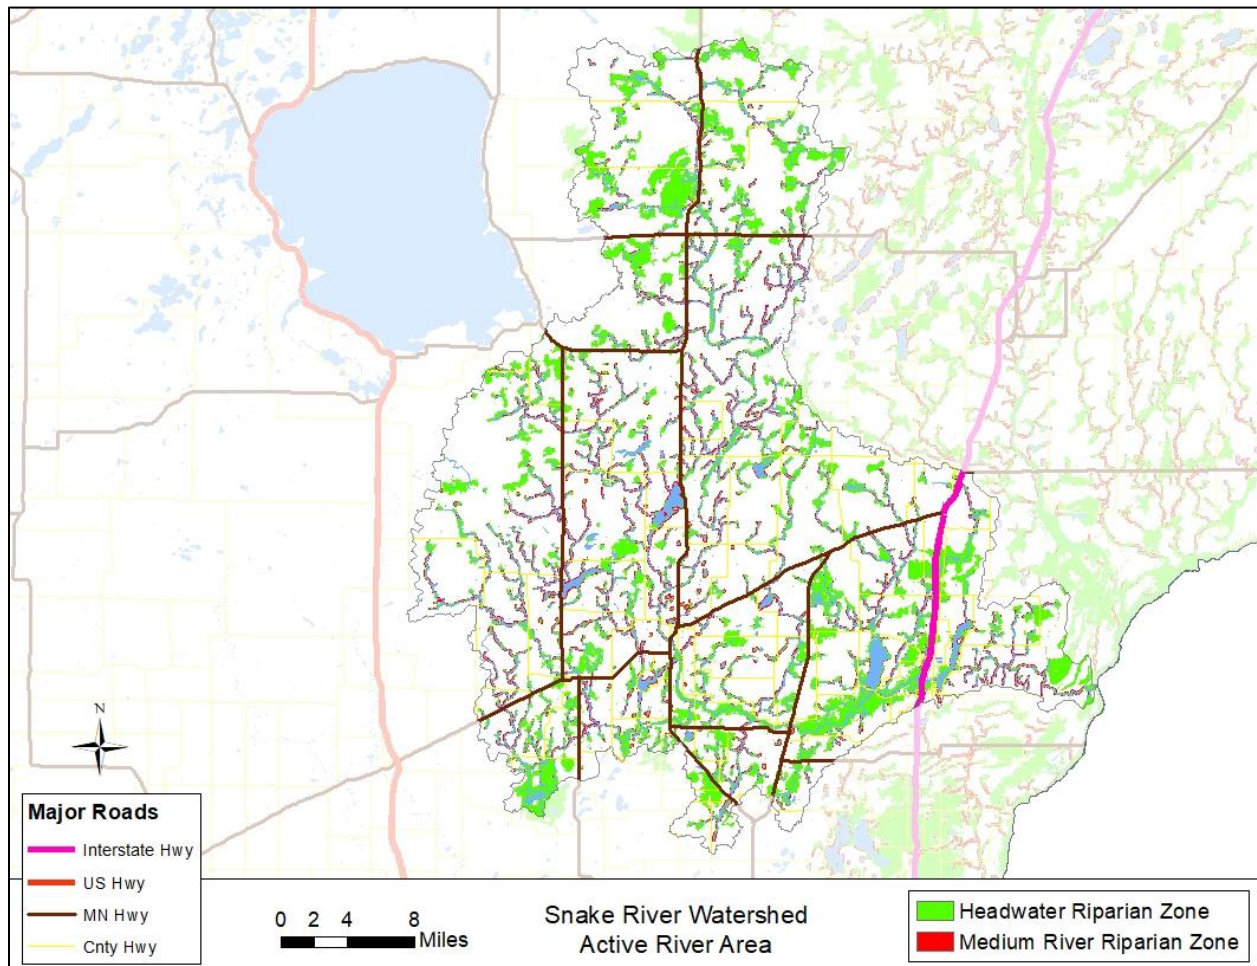 N
Major Roads
Interstate Hwy
US Hwy
MN Hwy
Cnty Hwy
0 2 4 8
Miles
Snake River Watershed
Active River Area
Headwater Riparian Zone
Medium River Riparian Zone